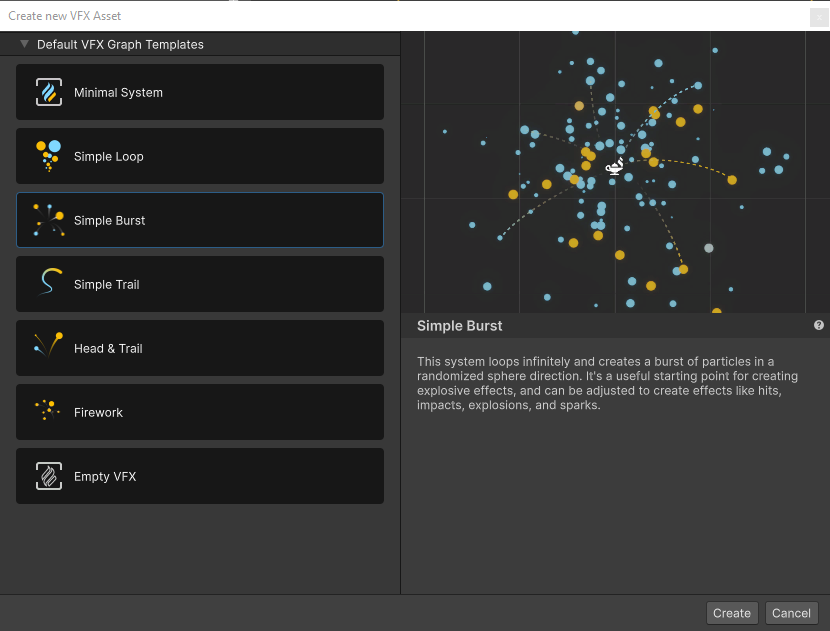 Create new VFX Asset
Default VFX Graph Templates
Minimal System
Simple Loop
Simple Burst
Simple Trail
Head & Trail
Firework
Empty VFX
Simple Burst
This system loops infinitely and creates a burst of particles in a
randomized sphere direction. It's a useful starting point for creating
explosive effects, and can be adjusted to create effects like hits,
impacts, explosions, and sparks.
Create
Cancel